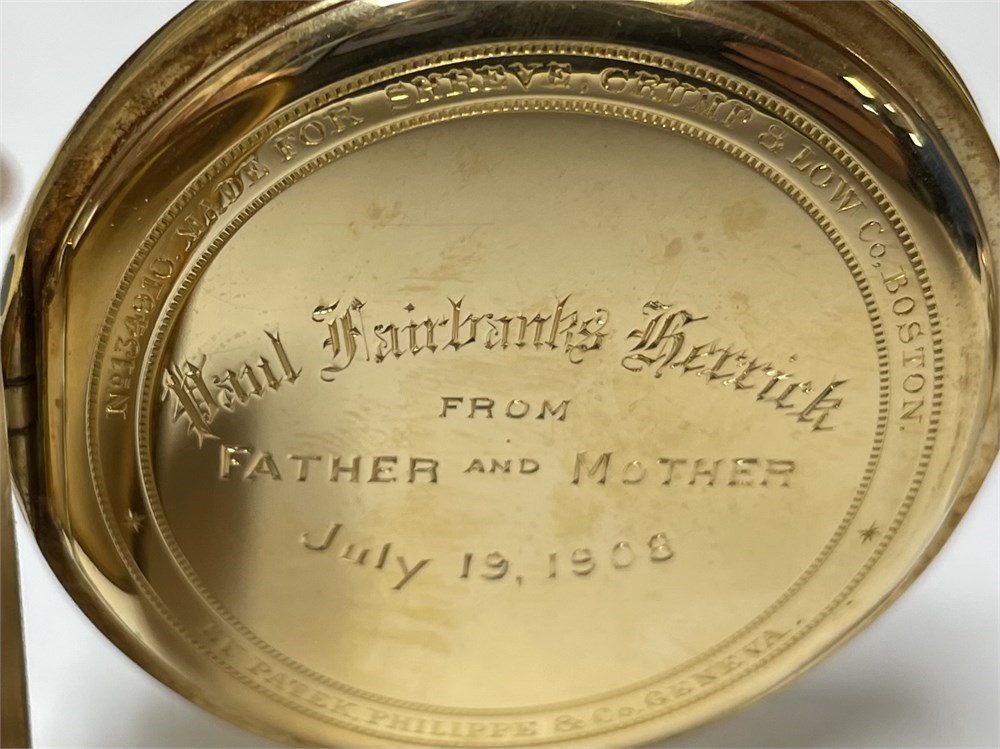 No 134910. MADE FOR SHREVE, CRUMP & LOW Co, BOSTON.
Paul Fairbanks Herrick
FROM
FATHER AND MOTHER
July 19, 1908
PATEK, PHILIPPE & Co. GENEVA.